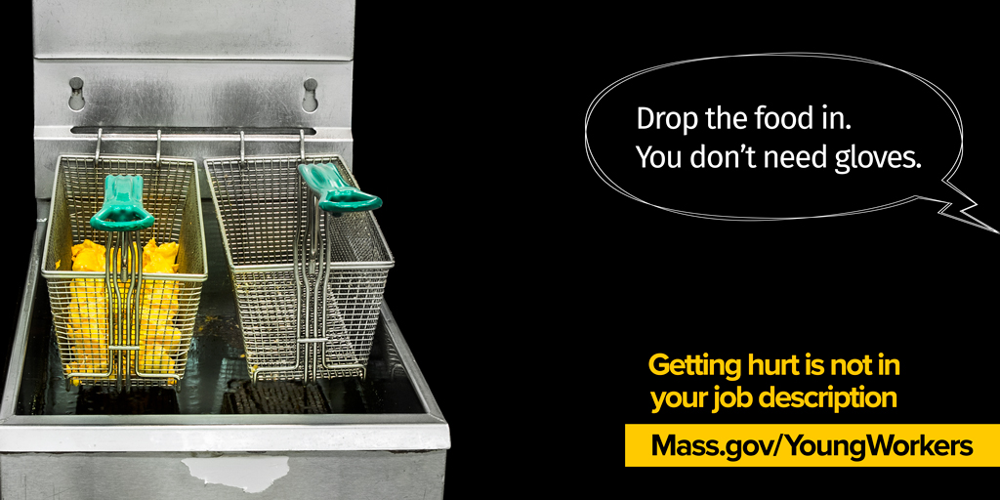 Drop the food in.
You don’t need gloves.
Getting hurt is not in
your job description
Mass.gov/YoungWorkers